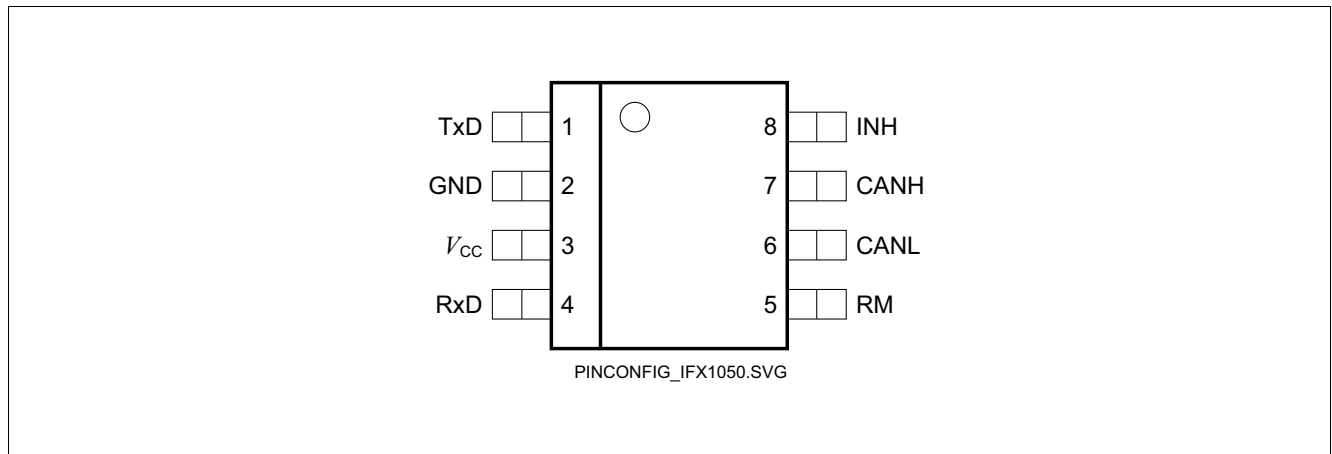 TxD 1 8 INH
GND 2 7 CANH
VCC 3 6 CANL
RxD 4 5 RM
PINCONFIG_IFX1050.SVG